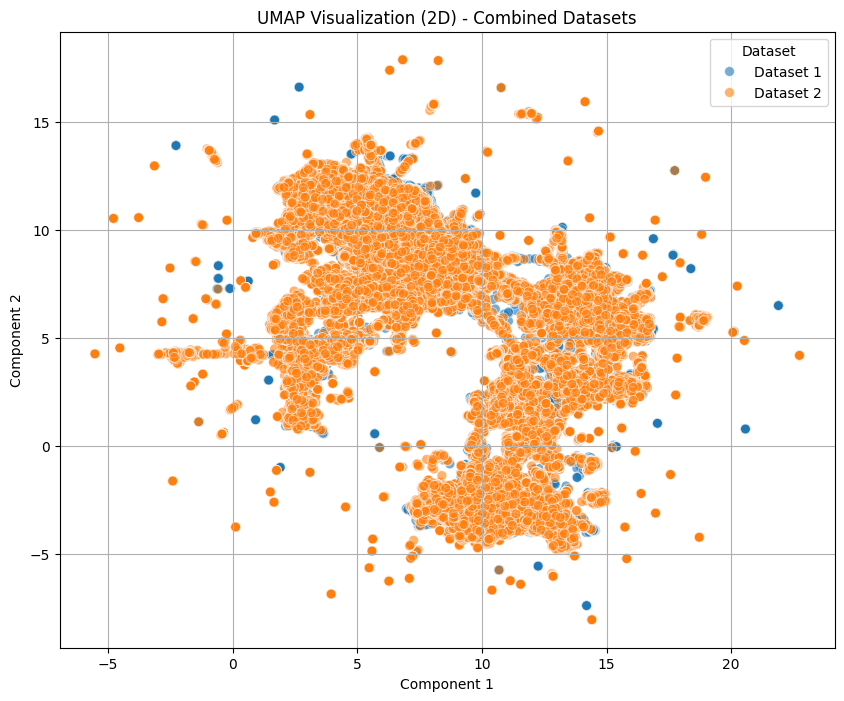 UMAP Visualization (2D) - Combined Datasets
Dataset
Dataset 1
Dataset 2
Component 2
15
10
5
0
−5
−5
0
5
10
15
20
Component 1